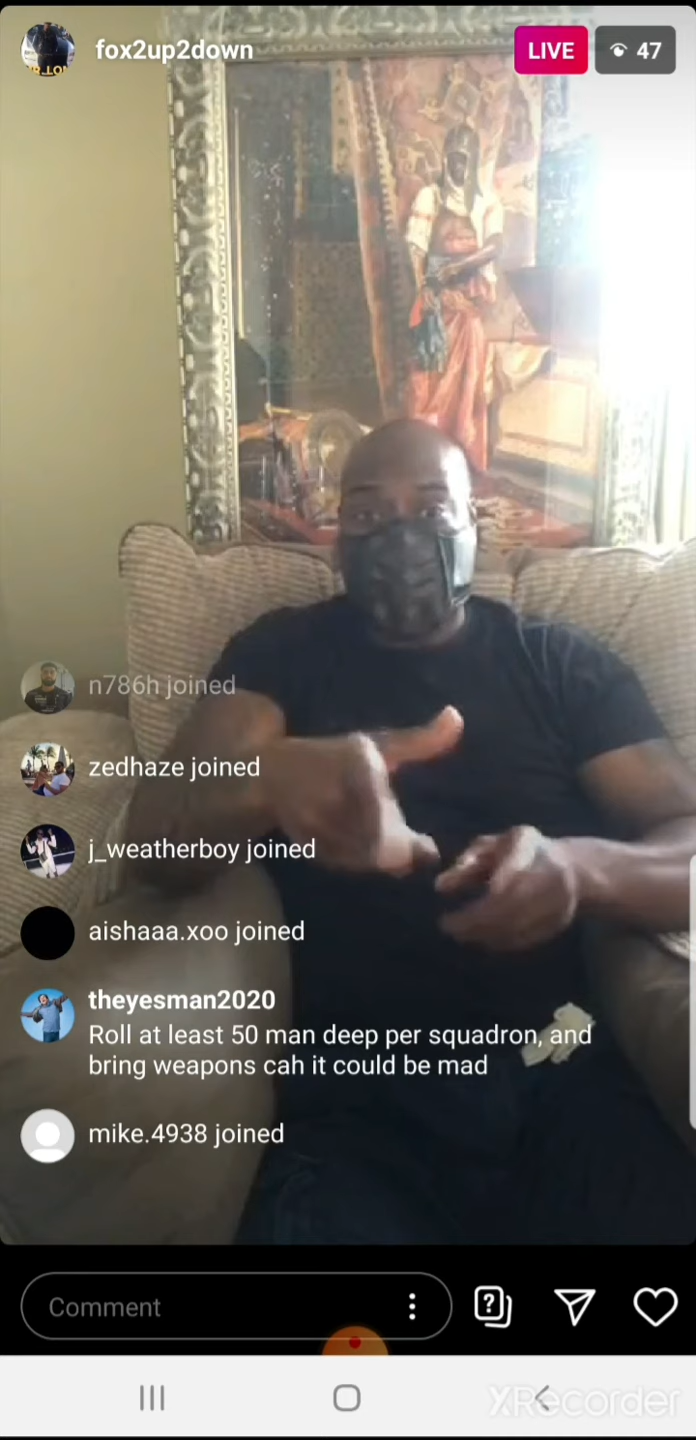 fox2up2down
LIVE
47
n786h joined
zedhaze joined
j_weatherboy joined
aishaaa.xoo joined
theyesman2020
Roll at least 50 man deep per squadron, and
bring weapons cah it could be mad
mike.4938 joined
Comment
XRecorder